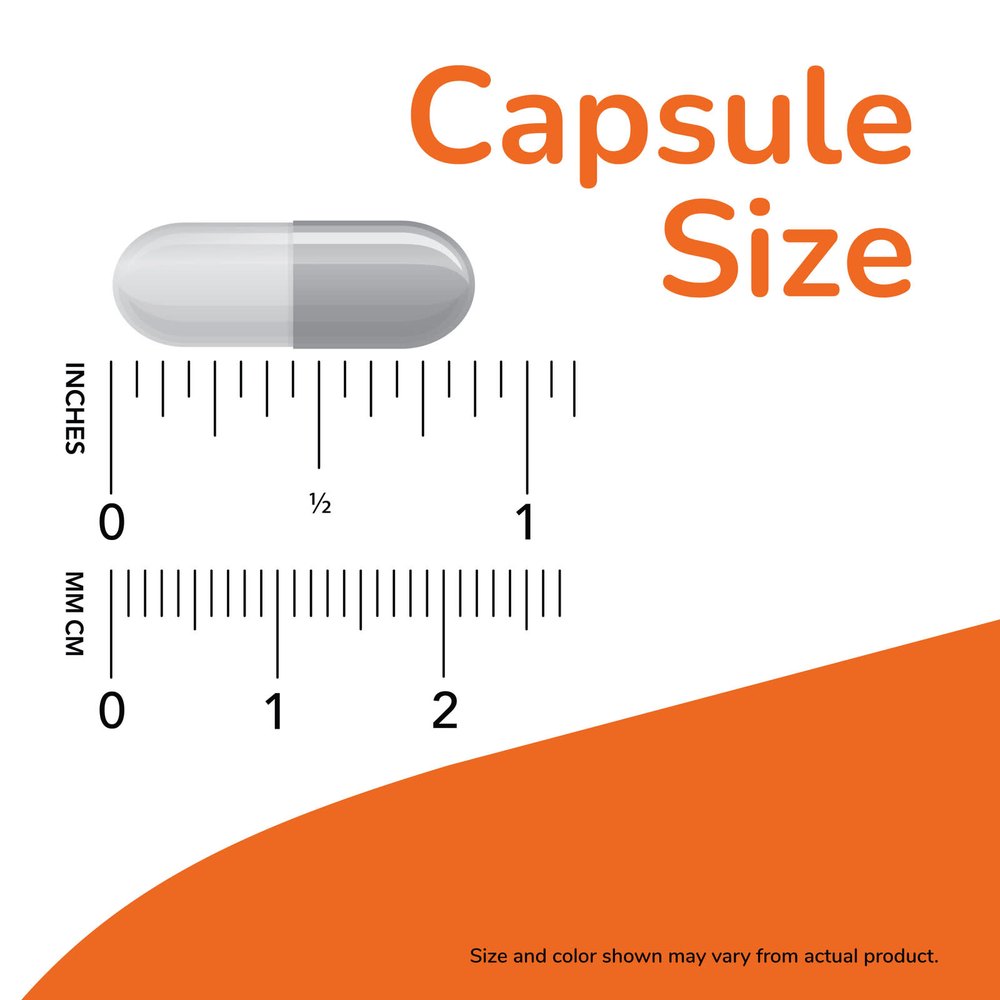 Capsule
Size
INCHES
0
½
1
MM CM
0
1
2
Size and color shown may vary from actual product.